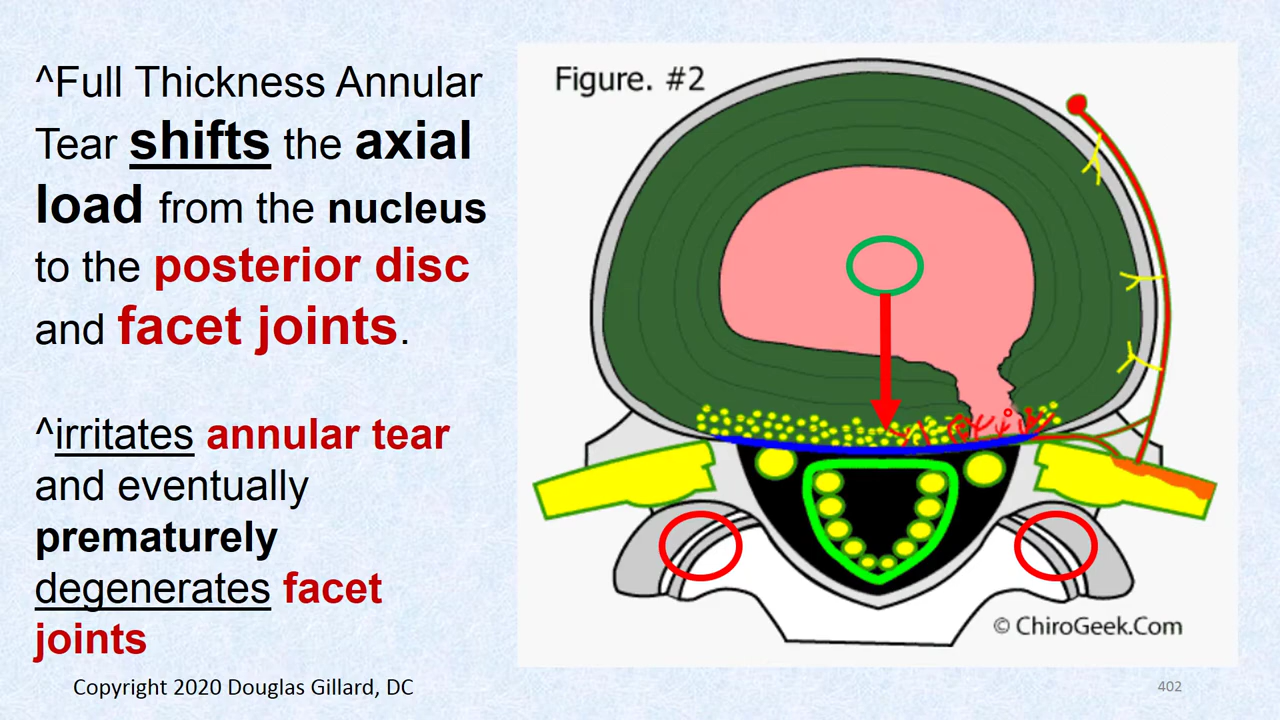 ^Full Thickness Annular
Tear shifts the axial
load from the nucleus
to the posterior disc
and facet joints.
^irritates annular tear
and eventually
prematurely
degenerates facet
joints
Copyright 2020 Douglas Gillard, DC
Figure. #2
© ChiroGeek.Com
402